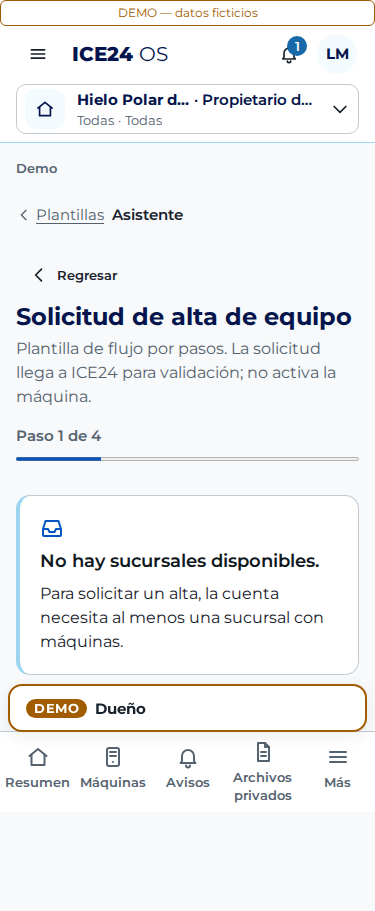 DEMO — datos ficticios
ICE24 OS
1
LM
Hielo Polar d... · Propietario d...
Todas · Todas
Demo
Plantillas Asistente
Regresar
Solicitud de alta de equipo
Plantilla de flujo por pasos. La solicitud
llega a ICE24 para validación; no activa la
máquina.
Paso 1 de 4
No hay sucursales disponibles.
Para solicitar un alta, la cuenta
necesita al menos una sucursal con
máquinas.
DEMO Dueño
Resumen
Máquinas
Avisos
Archivos
privados
Más